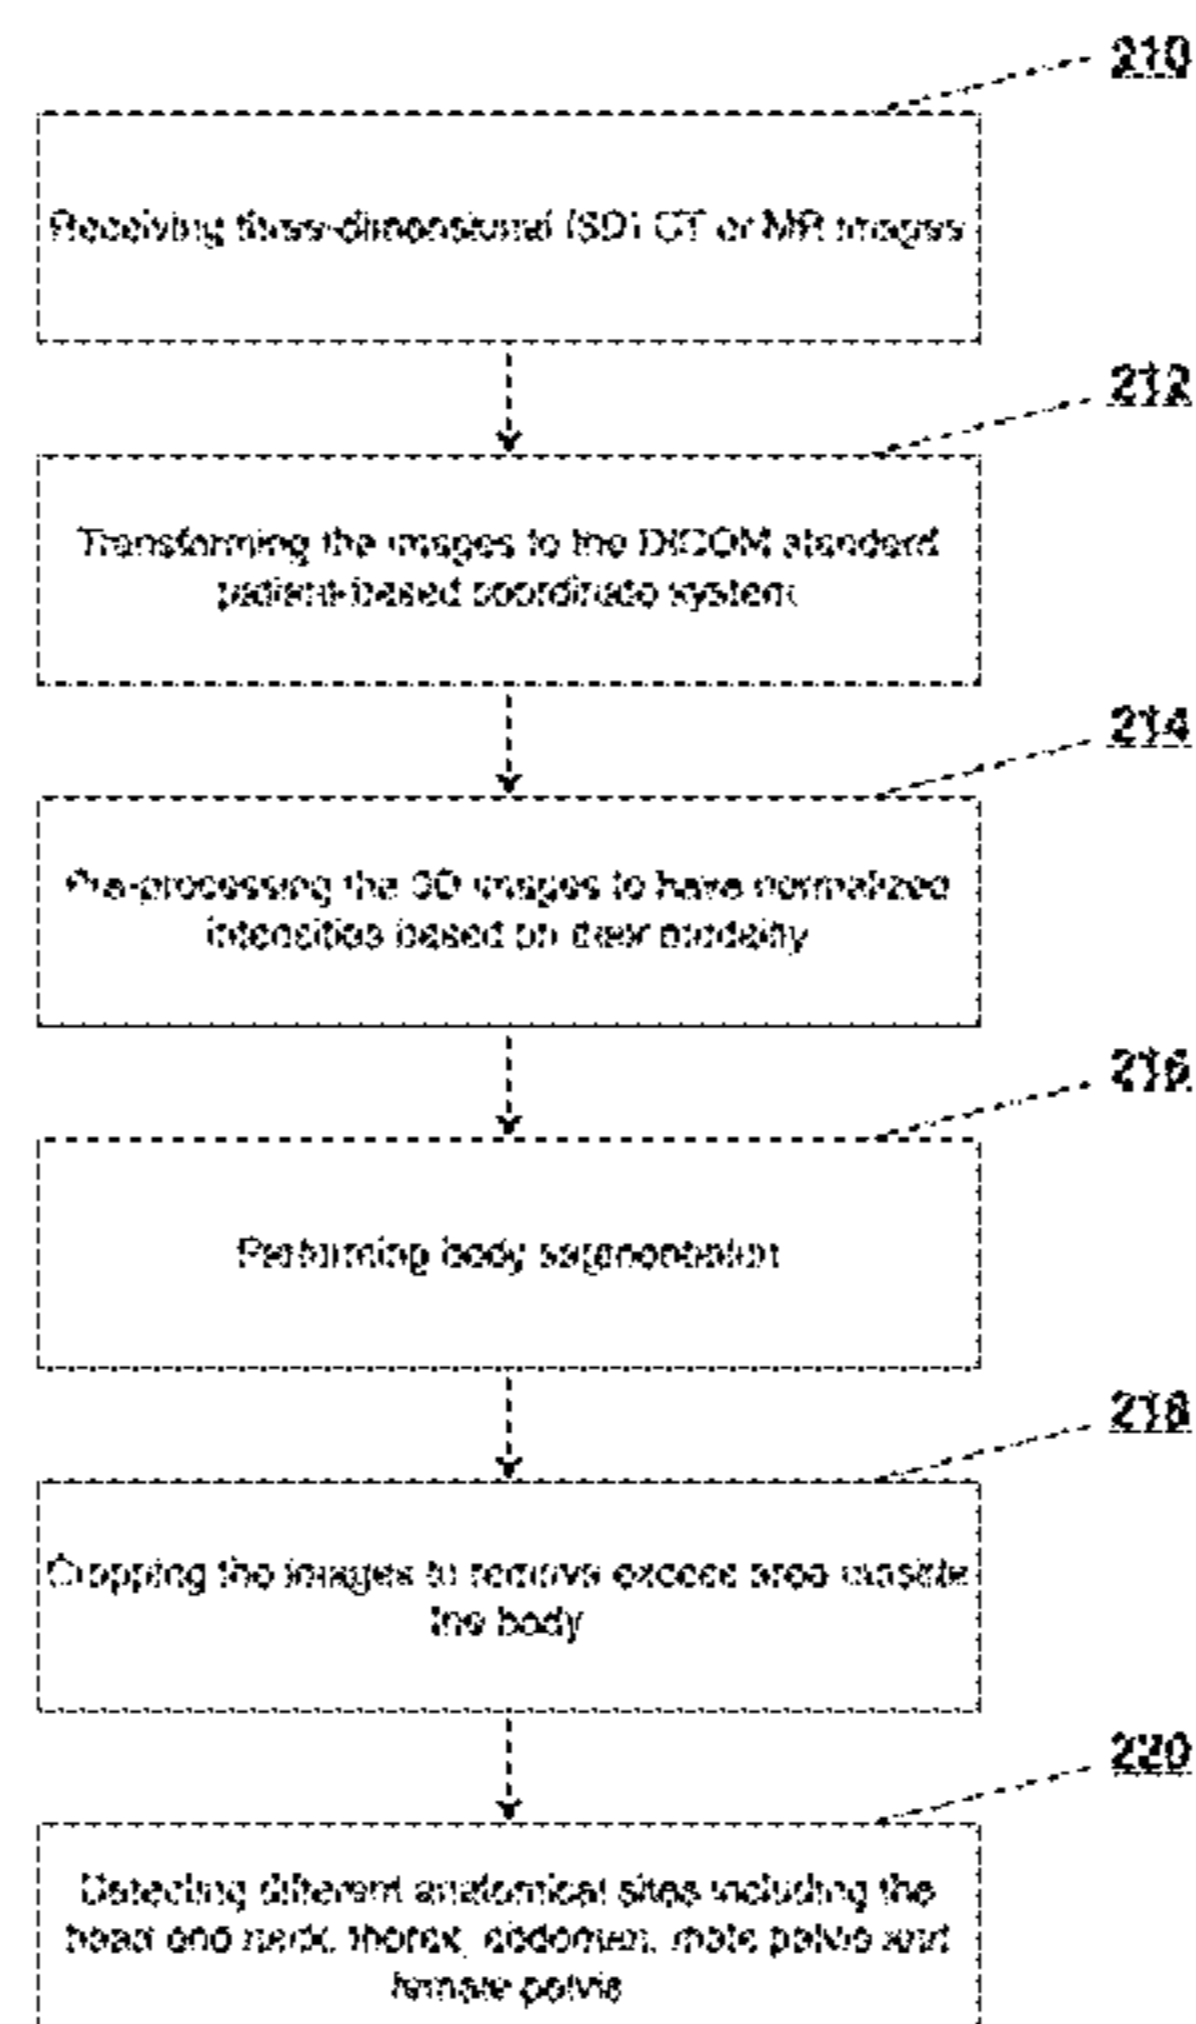 210
Receiving three-dimensional (3D) CT or MR images
212
Transforming the images to the DICOM standard
patient-based coordinate system
214
Pre-processing the 3D images to have normalized
intensities based on their modality
216
Performing body segmentation
218
Cropping the images to remove excess area outside
the body
220
Detecting different anatomical sites including the
head and neck, thorax, abdomen, male pelvis and
female pelvis